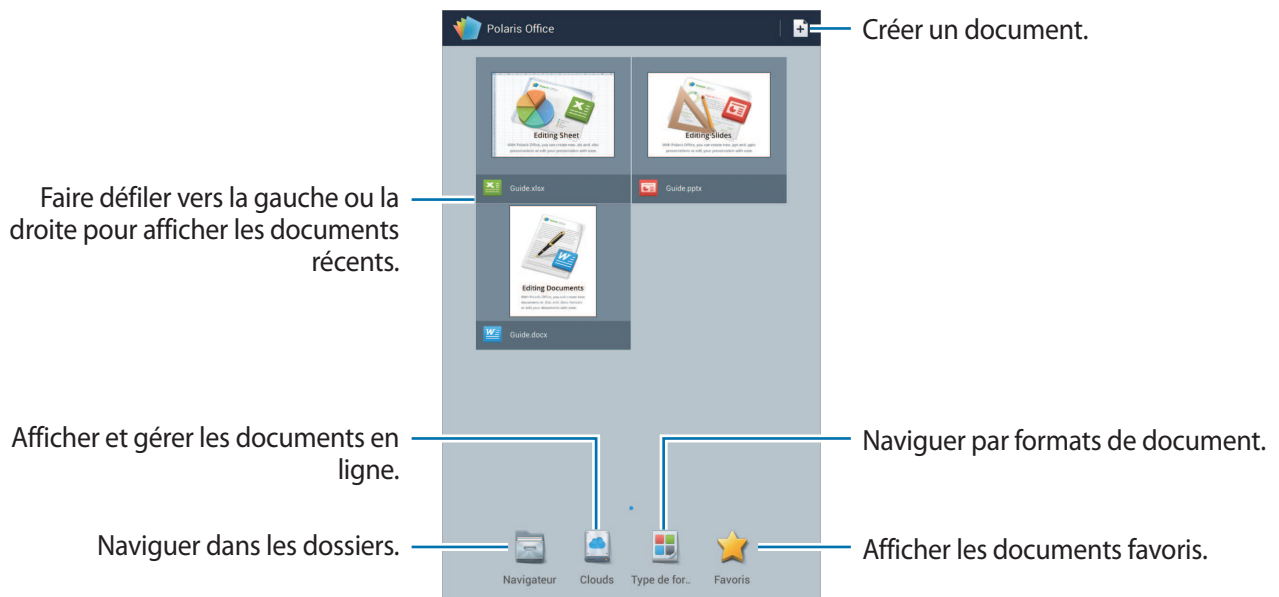 Polaris Office
Créer un document.
Editing Sheet
Editing Slides
Guide.xlsx
Guide.pptx
Faire défiler vers la gauche ou la
droite pour afficher les documents
récents.
Editing Documents
Guide.docx
Afficher et gérer les documents en
ligne.
Naviguer par formats de document.
Naviguer dans les dossiers.
Afficher les documents favoris.
Navigateur
Clouds
Type de for..
Favoris